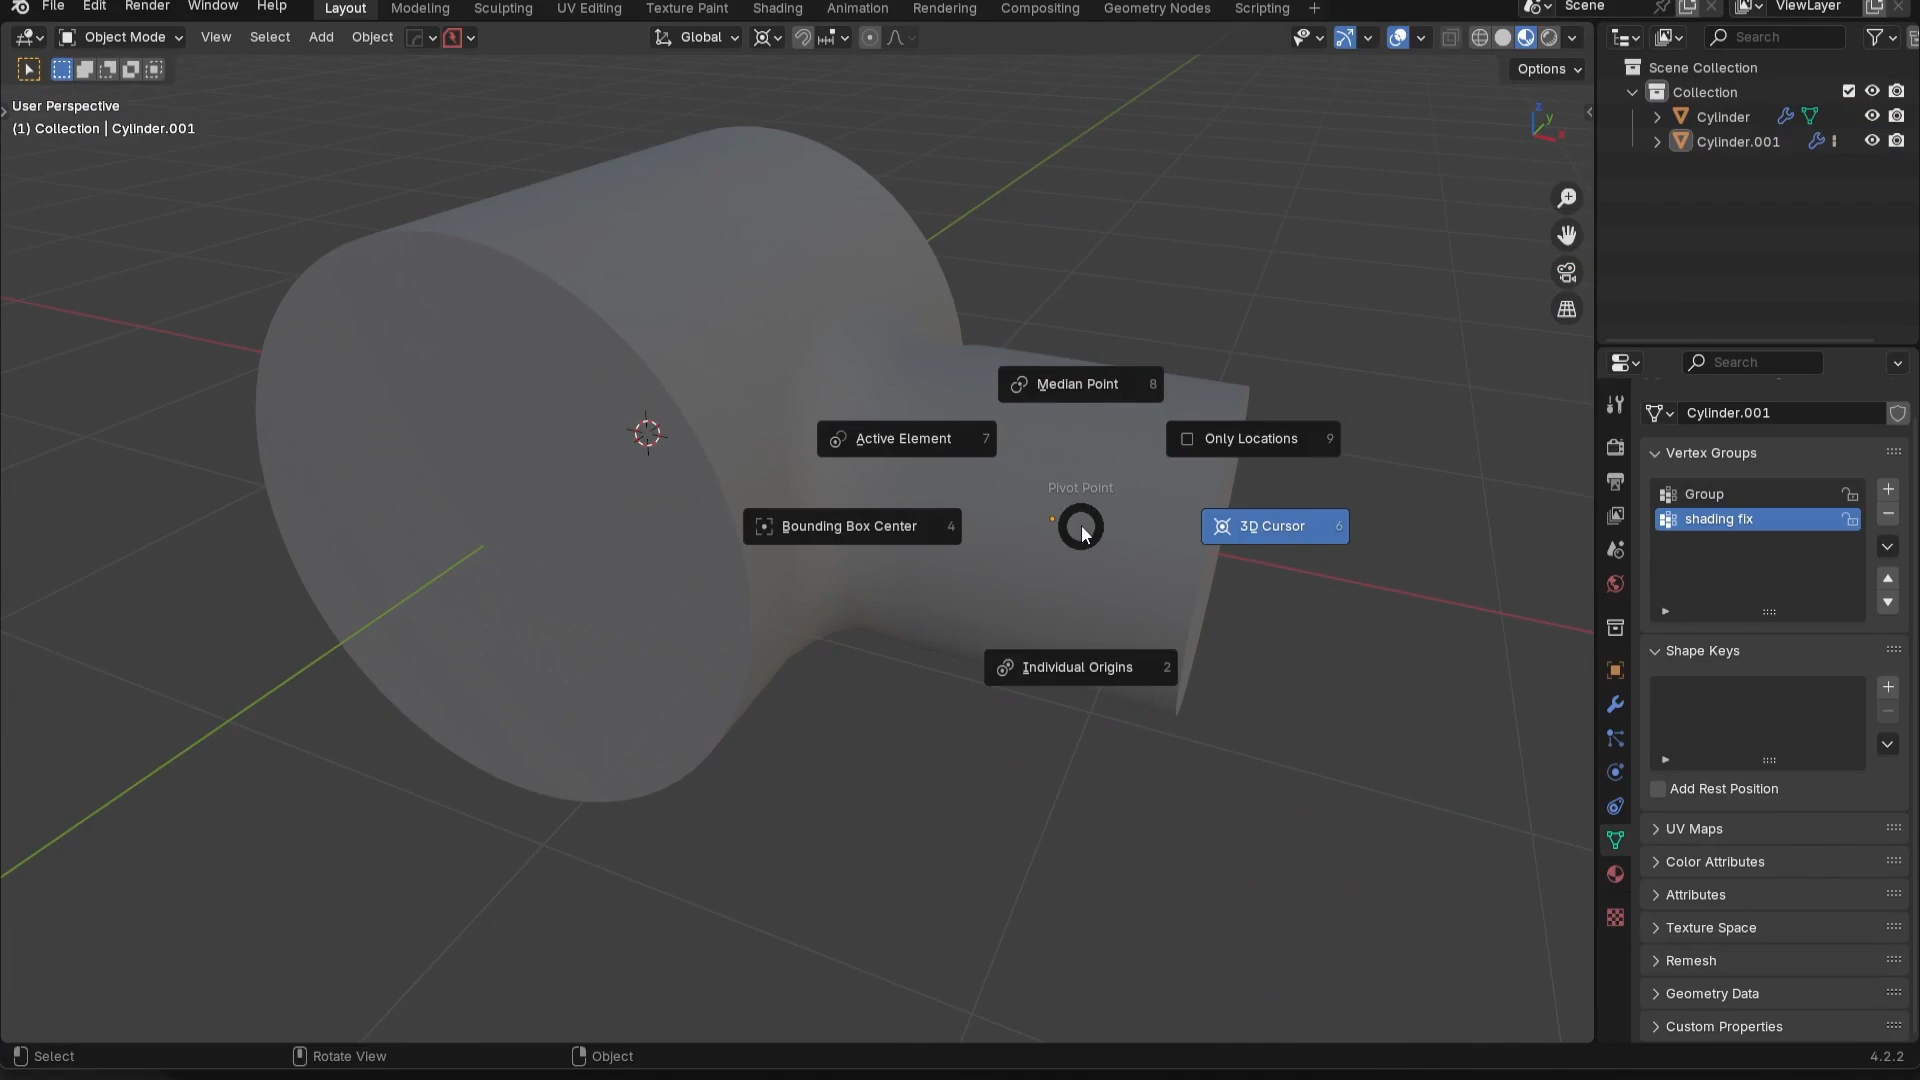 File Edit Render Window Help Layout Modeling Sculpting UV Editing Texture Paint Shading Animation Rendering Compositing Geometry Nodes Scripting + Scene ViewLayer
Object Mode View Select Add Object Global Search
Options
User Perspective
(1) Collection | Cylinder.001
z
y
x
Scene Collection
Collection
Cylinder
Cylinder.001
Median Point 8
Active Element 7
Only Locations 9
Pivot Point
Bounding Box Center 4
3D Cursor 6
Individual Origins 2
Search
Cylinder.001
Vertex Groups
Group
shading fix
Shape Keys
Add Rest Position
UV Maps
Color Attributes
Attributes
Texture Space
Remesh
Geometry Data
Custom Properties
Select Rotate View Object 4.2.2